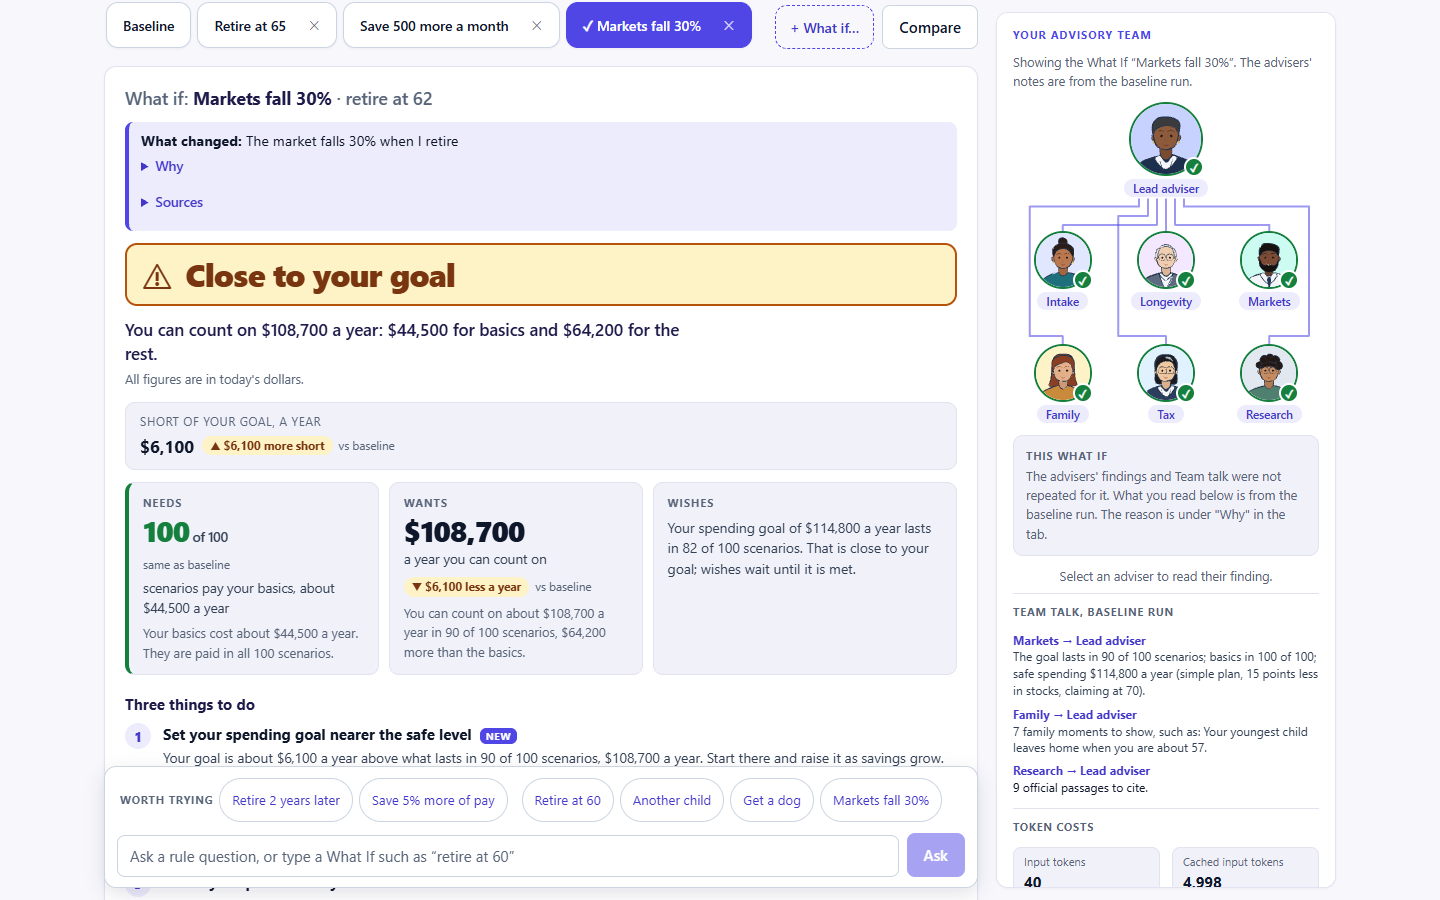 Baseline
Retire at 65 ×
Save 500 more a month ×
✓ Markets fall 30% ×
+ What if...
Compare
What if: Markets fall 30% · retire at 62
What changed: The market falls 30% when I retire
▶ Why
▶ Sources
Close to your goal
You can count on $108,700 a year: $44,500 for basics and $64,200 for the
rest.
All figures are in today's dollars.
SHORT OF YOUR GOAL, A YEAR
$6,100 ▲ $6,100 more short vs baseline
NEEDS
100 of 100
same as baseline
scenarios pay your basics, about
$44,500 a year
Your basics cost about $44,500 a year.
They are paid in all 100 scenarios.
WANTS
$108,700
a year you can count on
▼ $6,100 less a year vs baseline
You can count on about $108,700 a
year in 90 of 100 scenarios, $64,200
more than the basics.
WISHES
Your spending goal of $114,800 a year lasts
in 82 of 100 scenarios. That is close to your
goal; wishes wait until it is met.
Three things to do
1 Set your spending goal nearer the safe level NEW
Your goal is about $6,100 a year above what lasts in 90 of 100 scenarios, $108,700 a year. Start there and raise it as savings grow.
WORTH TRYING
Retire 2 years later
Save 5% more of pay
Retire at 60
Another child
Get a dog
Markets fall 30%
Ask a rule question, or type a What If such as “retire at 60”
Ask
YOUR ADVISORY TEAM
Showing the What If “Markets fall 30%”. The advisers'
notes are from the baseline run.
Lead adviser
Intake
Longevity
Markets
Family
Tax
Research
THIS WHAT IF
The advisers' findings and Team talk were not
repeated for it. What you read below is from the
baseline run. The reason is under "Why" in the
tab.
Select an adviser to read their finding.
TEAM TALK, BASELINE RUN
Markets → Lead adviser
The goal lasts in 90 of 100 scenarios; basics in 100 of 100;
safe spending $114,800 a year (simple plan, 15 points less
in stocks, claiming at 70).
Family → Lead adviser
7 family moments to show, such as: Your youngest child
leaves home when you are about 57.
Research → Lead adviser
9 official passages to cite.
TOKEN COSTS
Input tokens
40
Cached input tokens
4,998